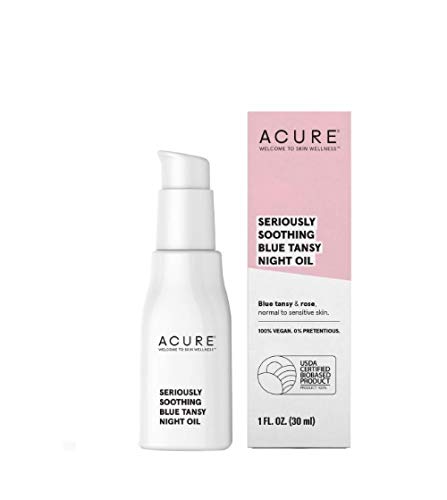 ACURE®
WELCOME TO SKIN WELLNESS™
SERIOUSLY
SOOTHING
BLUE TANSY
NIGHT OIL
ACURE®
WELCOME TO SKIN WELLNESS™
SERIOUSLY
SOOTHING
BLUE TANSY
NIGHT OIL
Blue tansy & rose,
normal to sensitive skin.
100% VEGAN. 0% PRETENTIOUS.
USDA
CERTIFIED
BIOBASED
PRODUCT
1 FL. OZ. (30 ml)